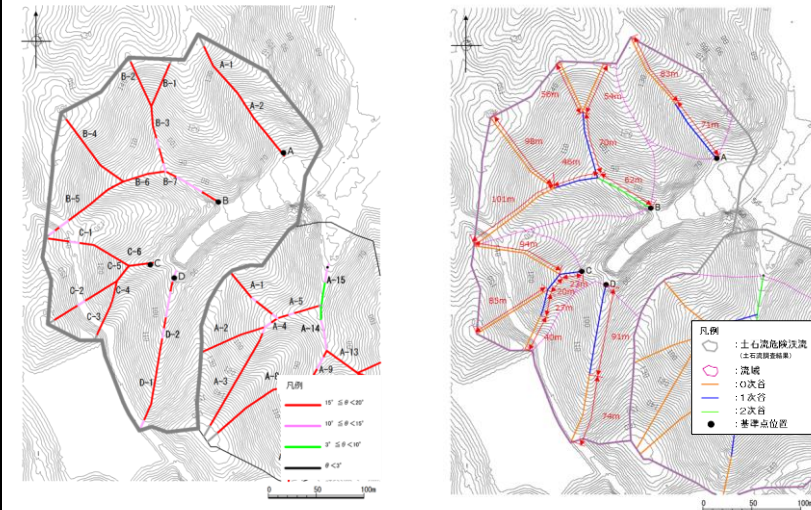 A-1
A-2
B-2
B-1
B-3
B-4
A
B-6
B-7
B-5
B
C-1
C-6
C
C-5
D
C-4
C-2
C-3
D-2
D-1
A-15
A-1
A-5
A-14
A-2
A-4
A-13
A-3
A-9
凡例
15° ≦θ<20°
10° ≦θ<15°
3° ≦θ<10°
θ<3°
0 50 100m
83m
56m
54m
71m
98m
70m
A
46m
62m
101m
B
94m
C
23m
D
20m
85m
27m
40m
91m
74m
凡例
:土石流危険渓流
(土石流調査結果)
:流域
:0次谷
:1次谷
:2次谷
:基準点位置
0 50 100m